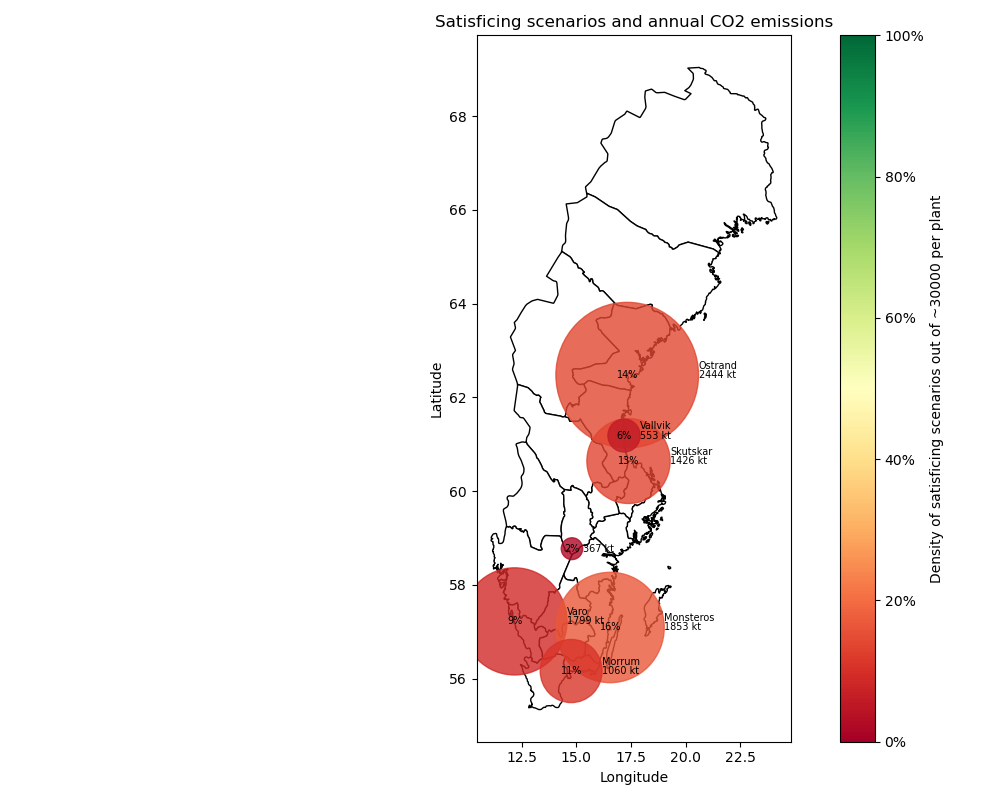 Satisficing scenarios and annual CO2 emissions
100%
80%
60%
40%
20%
0%
Density of satisficing scenarios out of ~30000 per plant
68
66
64
62
60
58
56
Latitude
Ostrand
2444 kt
14%
Vallvik
553 kt
6%
Skutskar
1426 kt
13%
2%
367 kt
Varo
1799 kt
9%
Monsteros
1853 kt
16%
Morrum
1060 kt
11%
12.5
15.0
17.5
20.0
22.5
Longitude